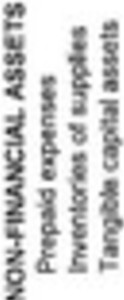 NON-FINANCIAL ASSETS
Prepaid expenses
Inventories of supplies
Tangible capital assets